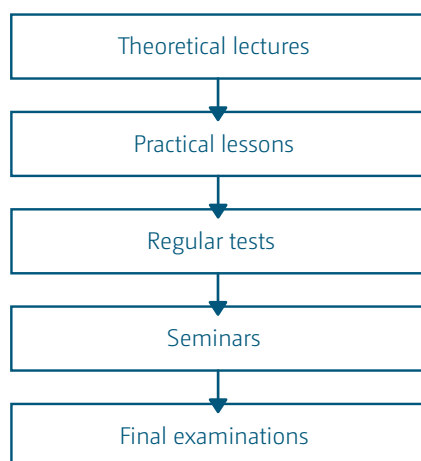 Theoretical lectures
Practical lessons
Regular tests
Seminars
Final examinations